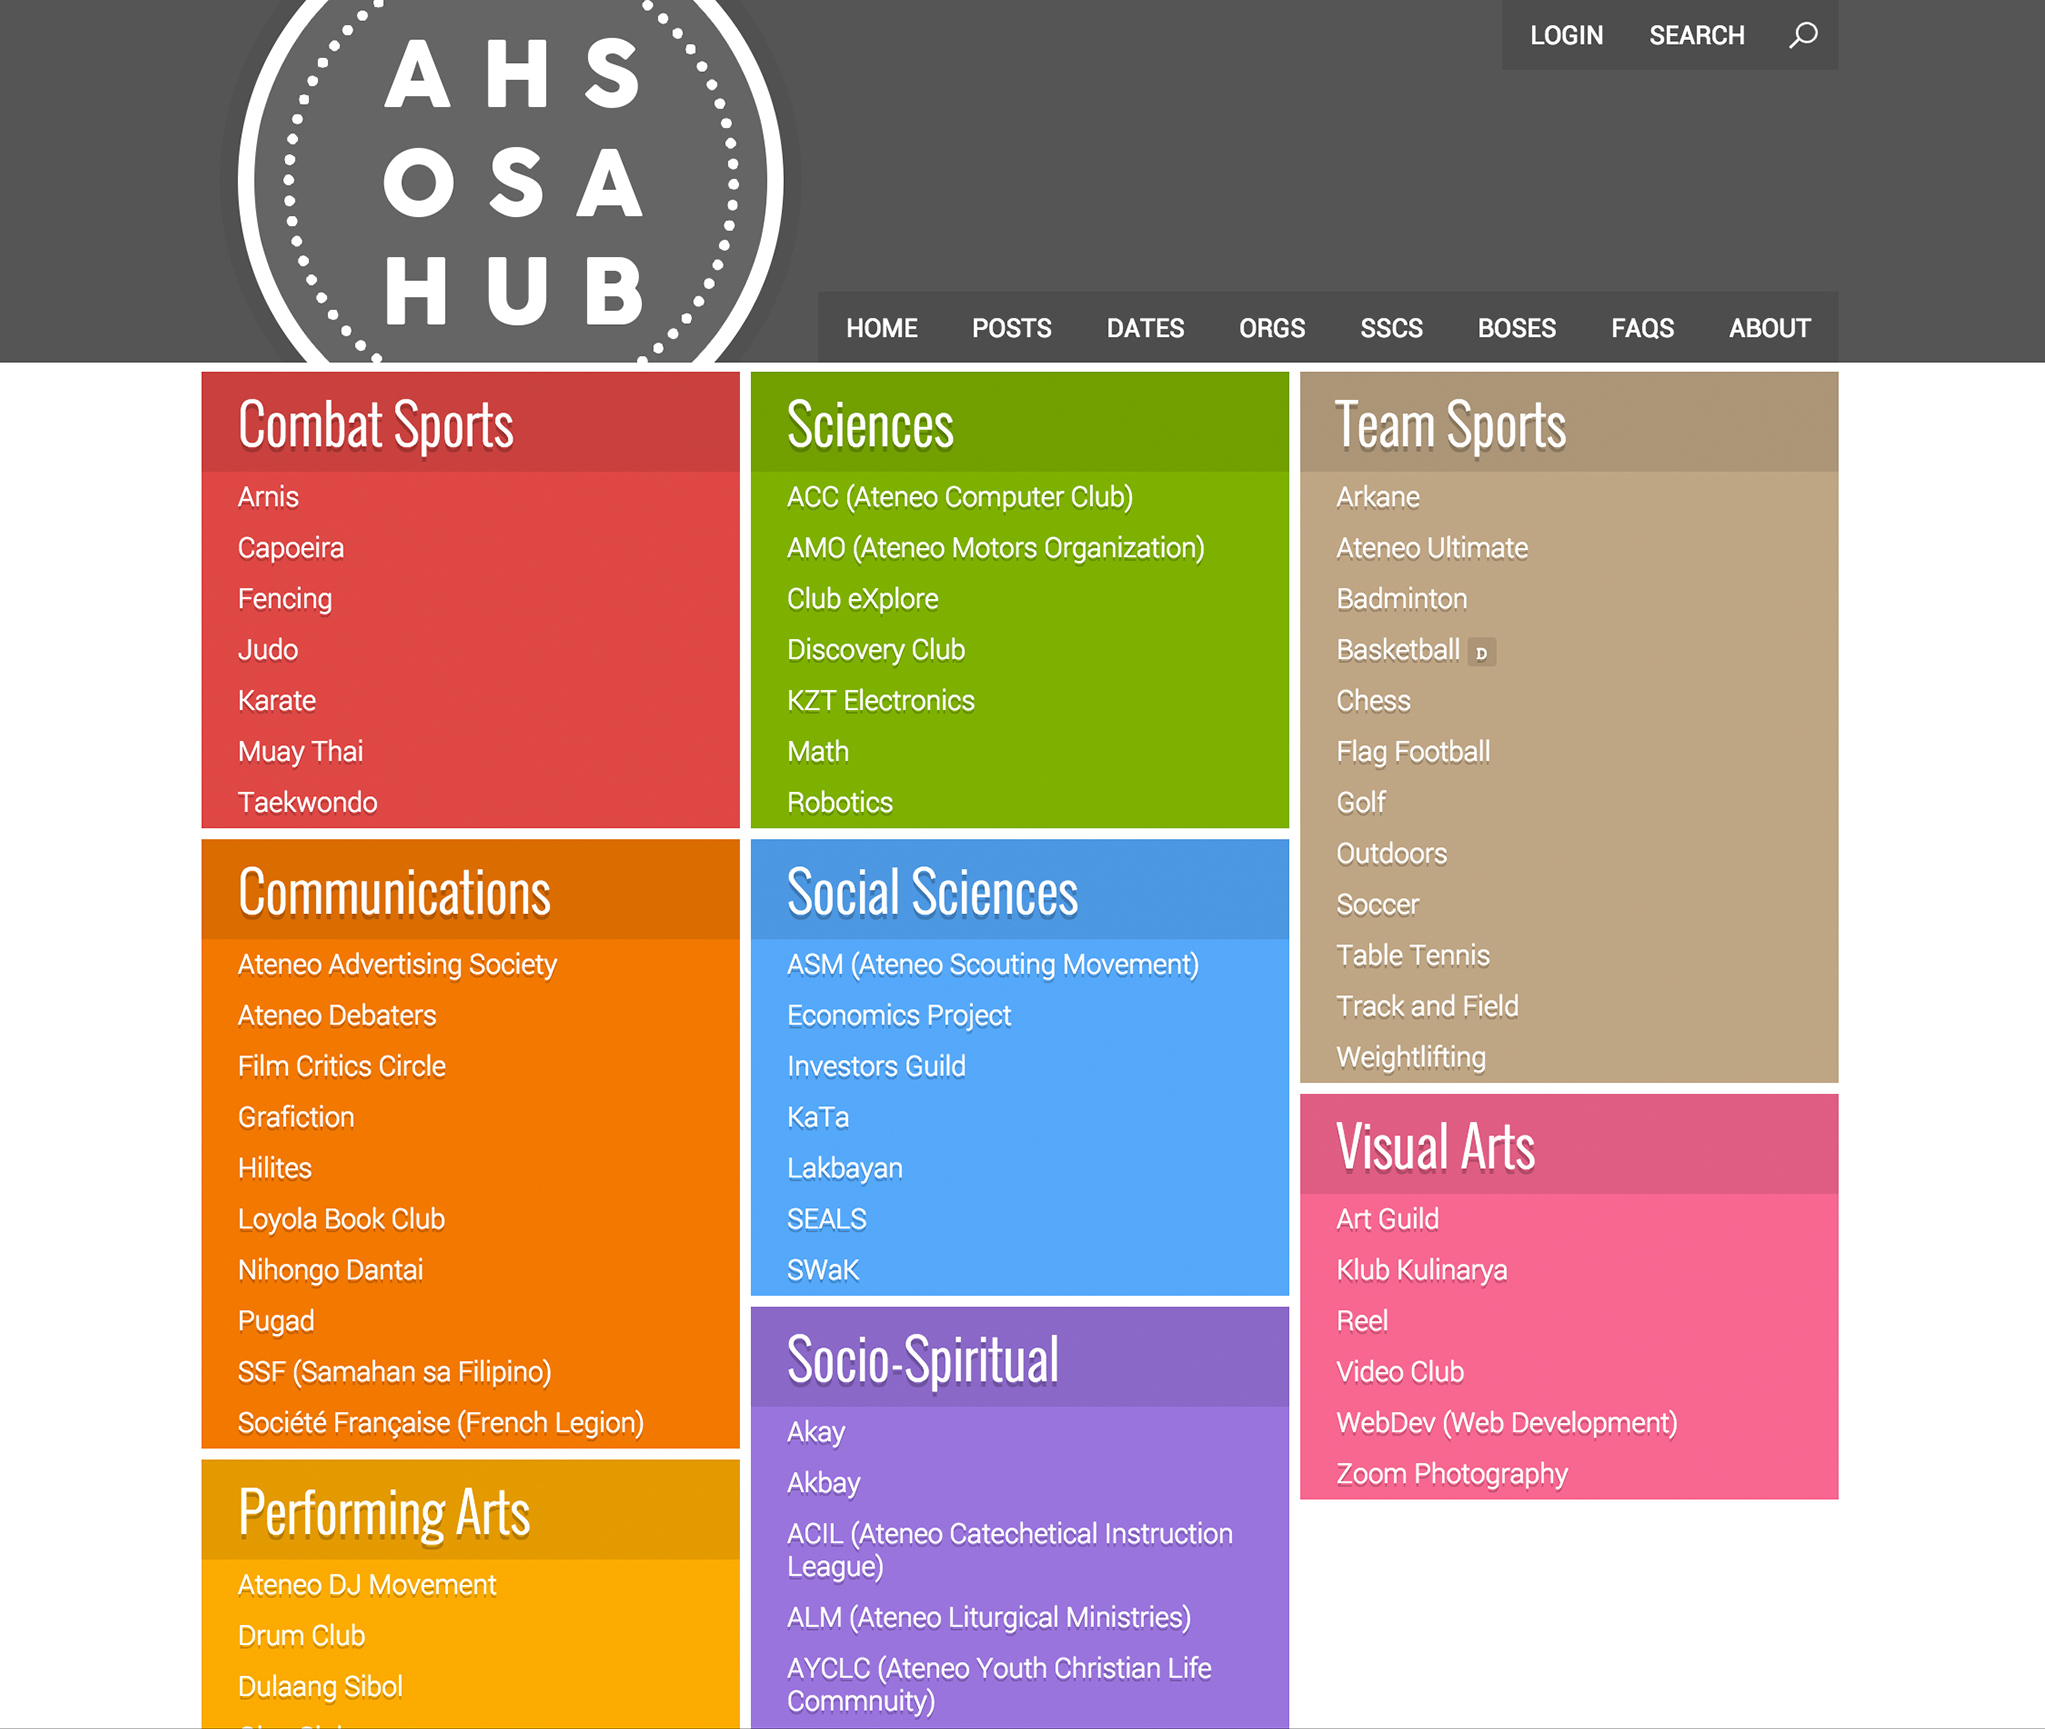 AHS
OSA
HUB
LOGIN SEARCH
HOME POSTS DATES ORGS SSCS BOSES FAQS ABOUT
Combat Sports
Arnis
Capoeira
Fencing
Judo
Karate
Muay Thai
Taekwondo
Communications
Ateneo Advertising Society
Ateneo Debaters
Film Critics Circle
Grafiction
Hilites
Loyola Book Club
Nihongo Dantai
Pugad
SSF (Samahan sa Filipino)
Société Française (French Legion)
Performing Arts
Ateneo DJ Movement
Drum Club
Dulaang Sibol
Sciences
ACC (Ateneo Computer Club)
AMO (Ateneo Motors Organization)
Club eXplore
Discovery Club
KZT Electronics
Math
Robotics
Social Sciences
ASM (Ateneo Scouting Movement)
Economics Project
Investors Guild
KaTa
Lakbayan
SEALS
SWaK
Socio-Spiritual
Akay
Akbay
ACIL (Ateneo Catechetical Instruction
League)
ALM (Ateneo Liturgical Ministries)
AYCLC (Ateneo Youth Christian Life
Commnuity)
Team Sports
Arkane
Ateneo Ultimate
Badminton
Basketball D
Chess
Flag Football
Golf
Outdoors
Soccer
Table Tennis
Track and Field
Weightlifting
Visual Arts
Art Guild
Klub Kulinarya
Reel
Video Club
WebDev (Web Development)
Zoom Photography